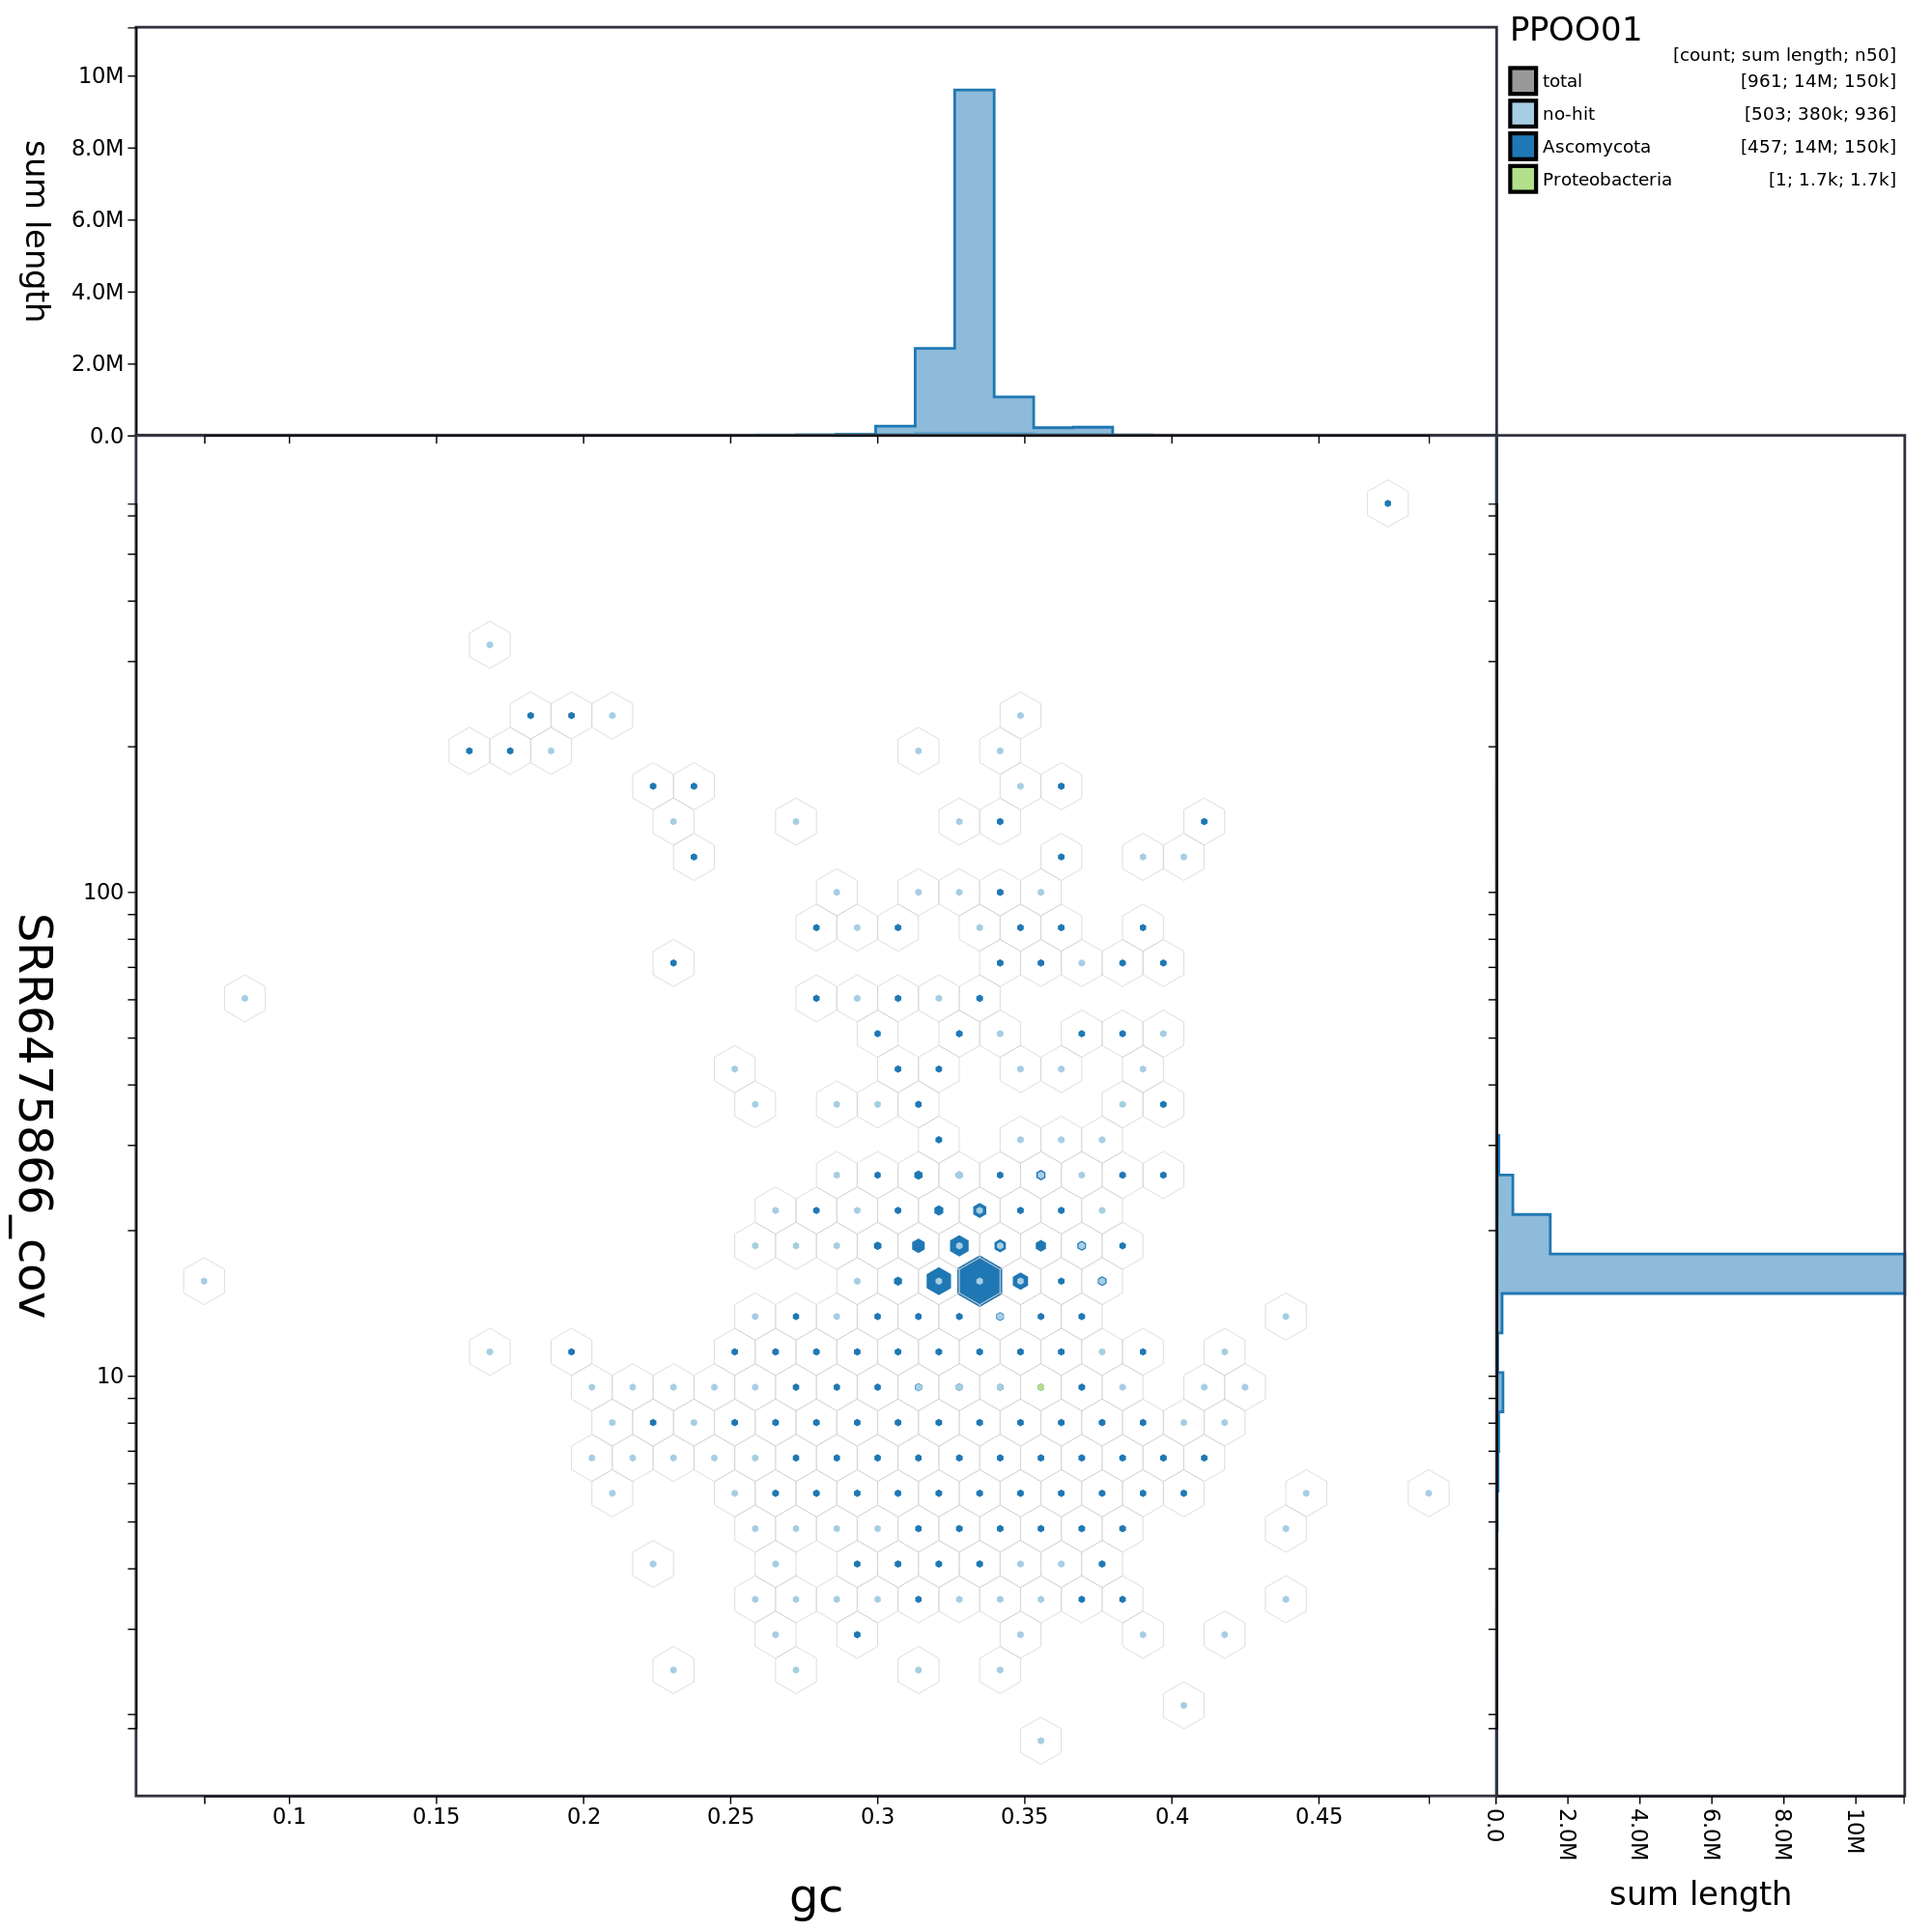 PPOO01
[count; sum length; n50]
total [961; 14M; 150k]
no-hit [503; 380k; 936]
Ascomycota [457; 14M; 150k]
Proteobacteria [1; 1.7k; 1.7k]
sum length
10M
8.0M
6.0M
4.0M
2.0M
0.0
SRR6475866_cov
100
10
0.1 0.15 0.2 0.25 0.3 0.35 0.4 0.45
gc
0.0 2.0M 4.0M 6.0M 8.0M 10M
sum length